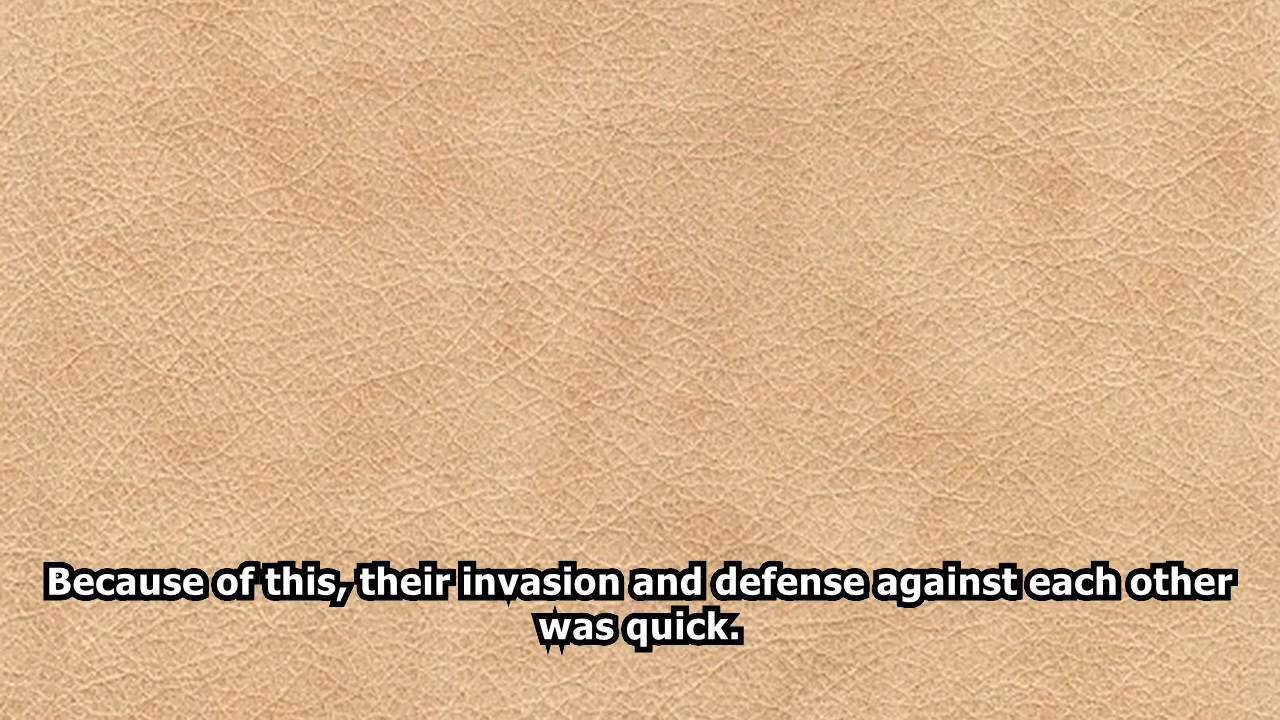 Because of this, their invasion and defense against each other
was quick.